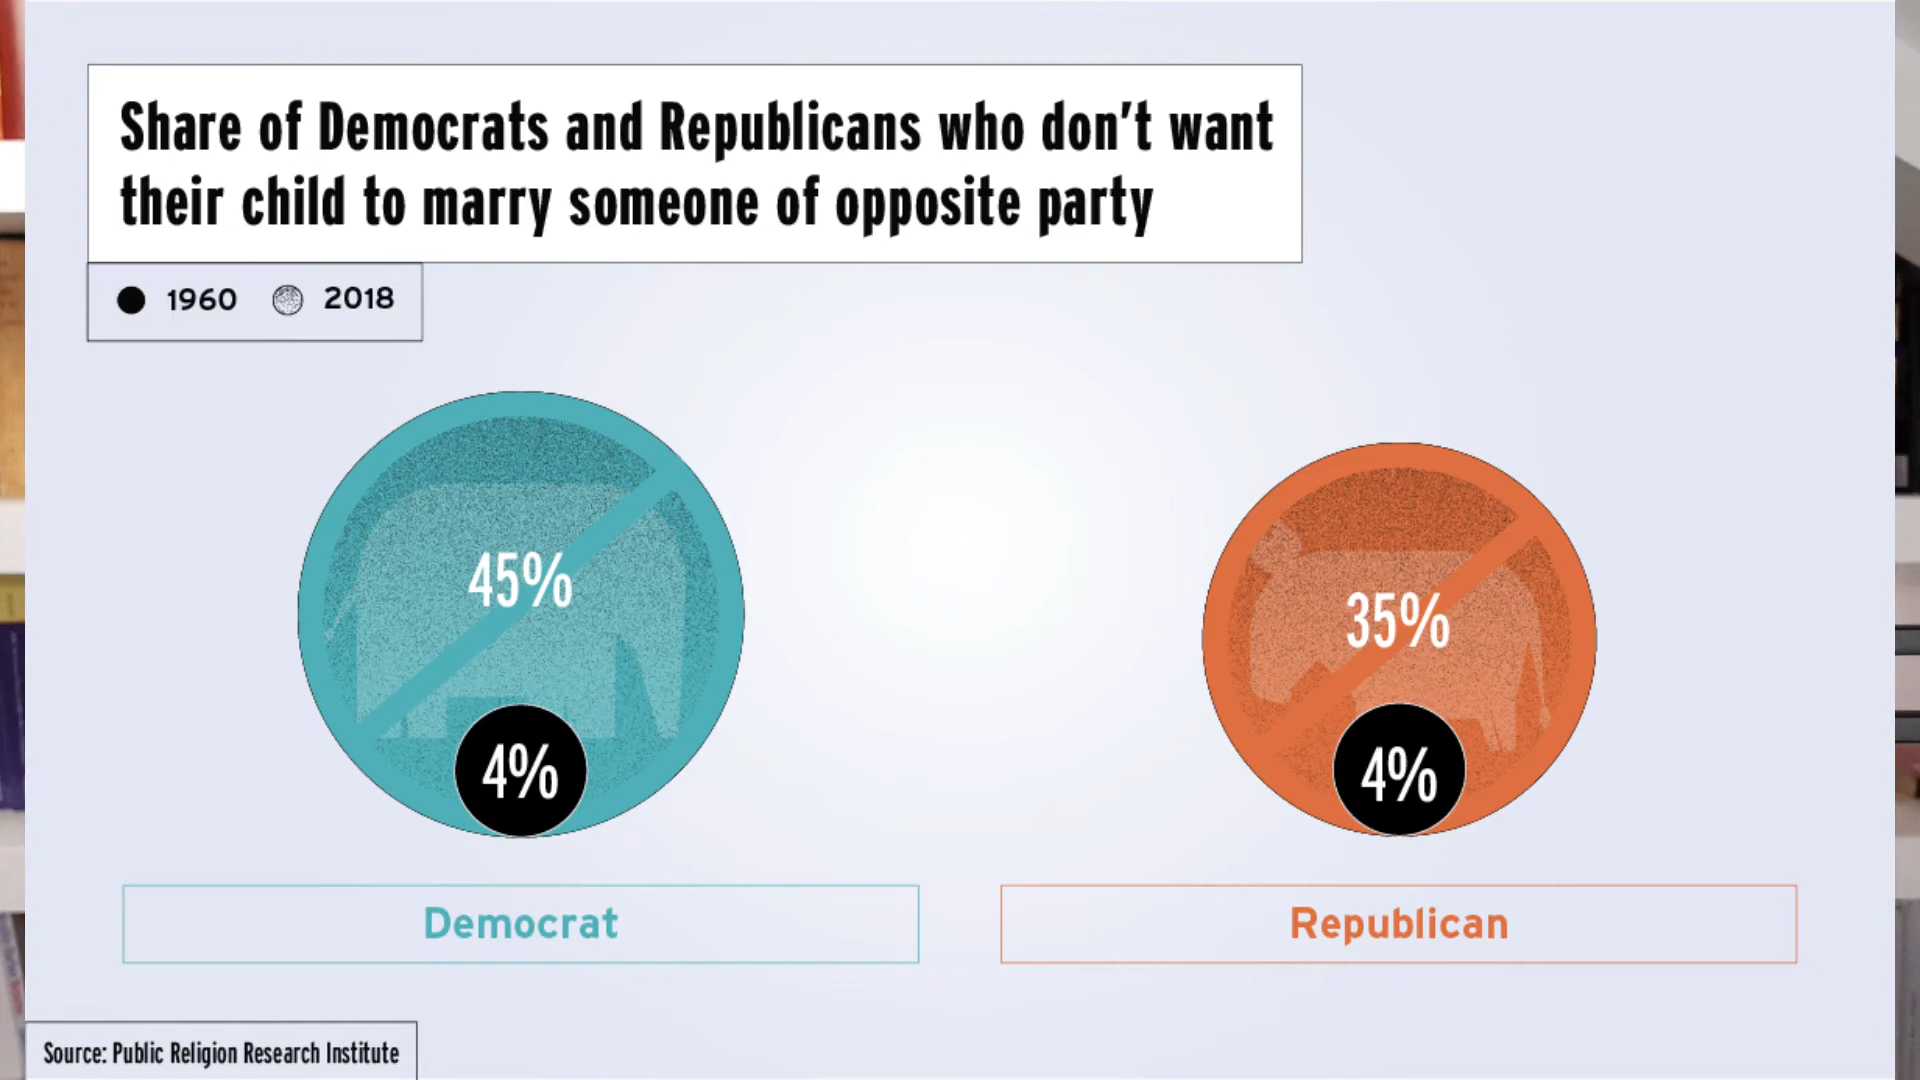 Share of Democrats and Republicans who don't want
their child to marry someone of opposite party
1960 2018
45%
4%
35%
4%
Democrat
Republican
Source: Public Religion Research Institute